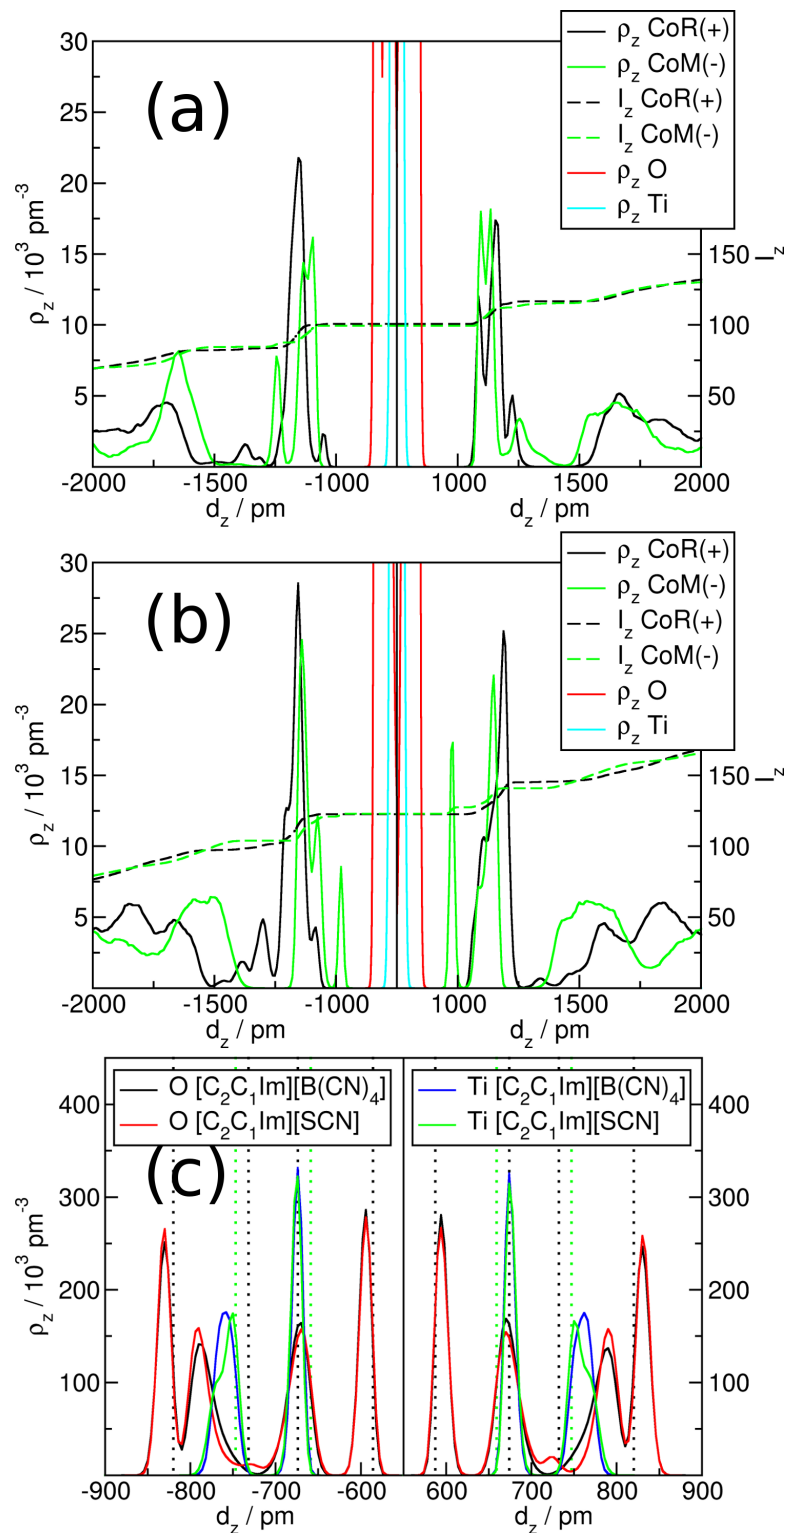 ρz CoR(+)
ρz CoM(-)
Iz CoR(+)
Iz CoM(-)
ρz O
ρz Ti
(a)
30
25
20
15
10
5
150
100
50
ρz / 10³ pm⁻³
Iz
-2000 -1500 -1000 1000 1500 2000
dz / pm dz / pm
ρz CoR(+)
ρz CoM(-)
Iz CoR(+)
Iz CoM(-)
ρz O
ρz Ti
(b)
30
25
20
15
10
5
150
100
50
ρz / 10³ pm⁻³
Iz
-2000 -1500 -1000 1000 1500 2000
dz / pm dz / pm
O [C₂C₁Im][B(CN)₄]
O [C₂C₁Im][SCN]
Ti [C₂C₁Im][B(CN)₄]
Ti [C₂C₁Im][SCN]
(c)
400 400
300 300
200 200
100 100
ρz / 10³ pm⁻³
-900 -800 -700 -600 600 700 800 900
dz / pm dz / pm